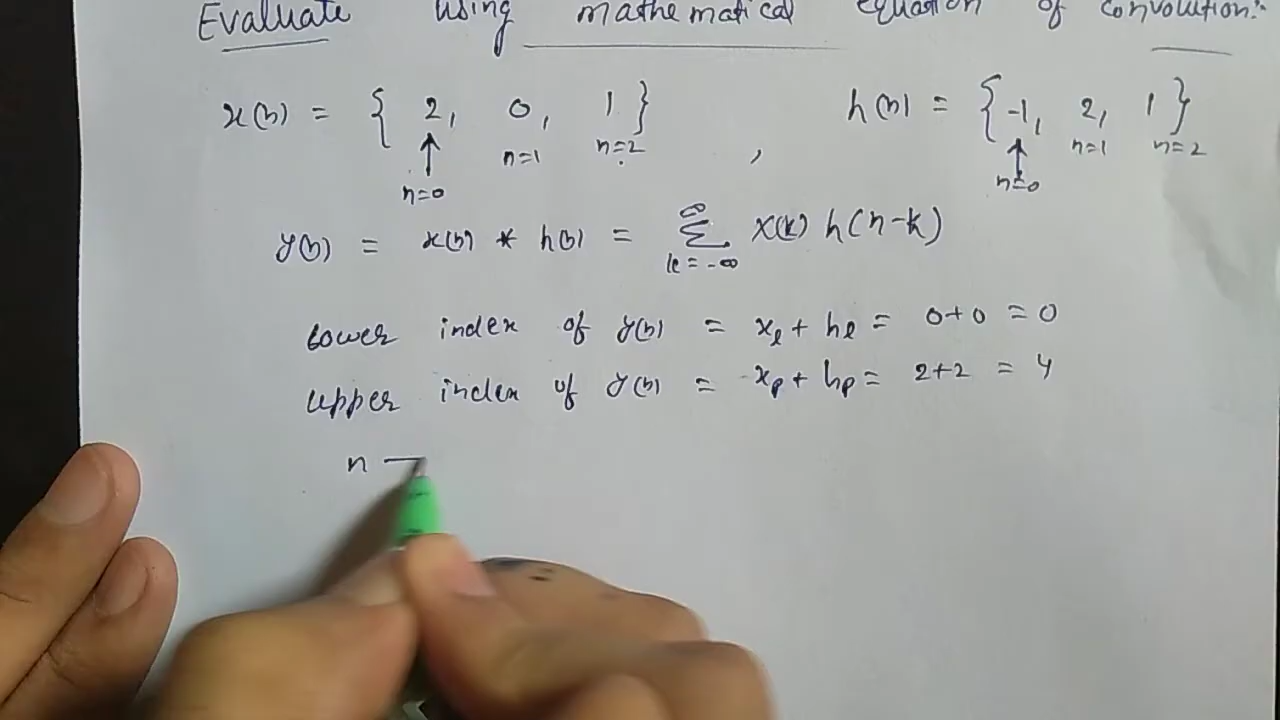 Evaluate using mathematical equation of convolution:-
x(n) = { 2, 0, 1 } , h(n) = { -1, 2, 1 }
↑ n=1 n=2 ↑ n=1 n=2
n=0 n=0
y(n) = x(n) * h(n) = ∞ Σ k=-∞ x(k) h(n-k)
Lower index of y(n) = xl + hl = 0+0 = 0
Upper index of y(n) = xp + hp = 2+2 = 4
n —